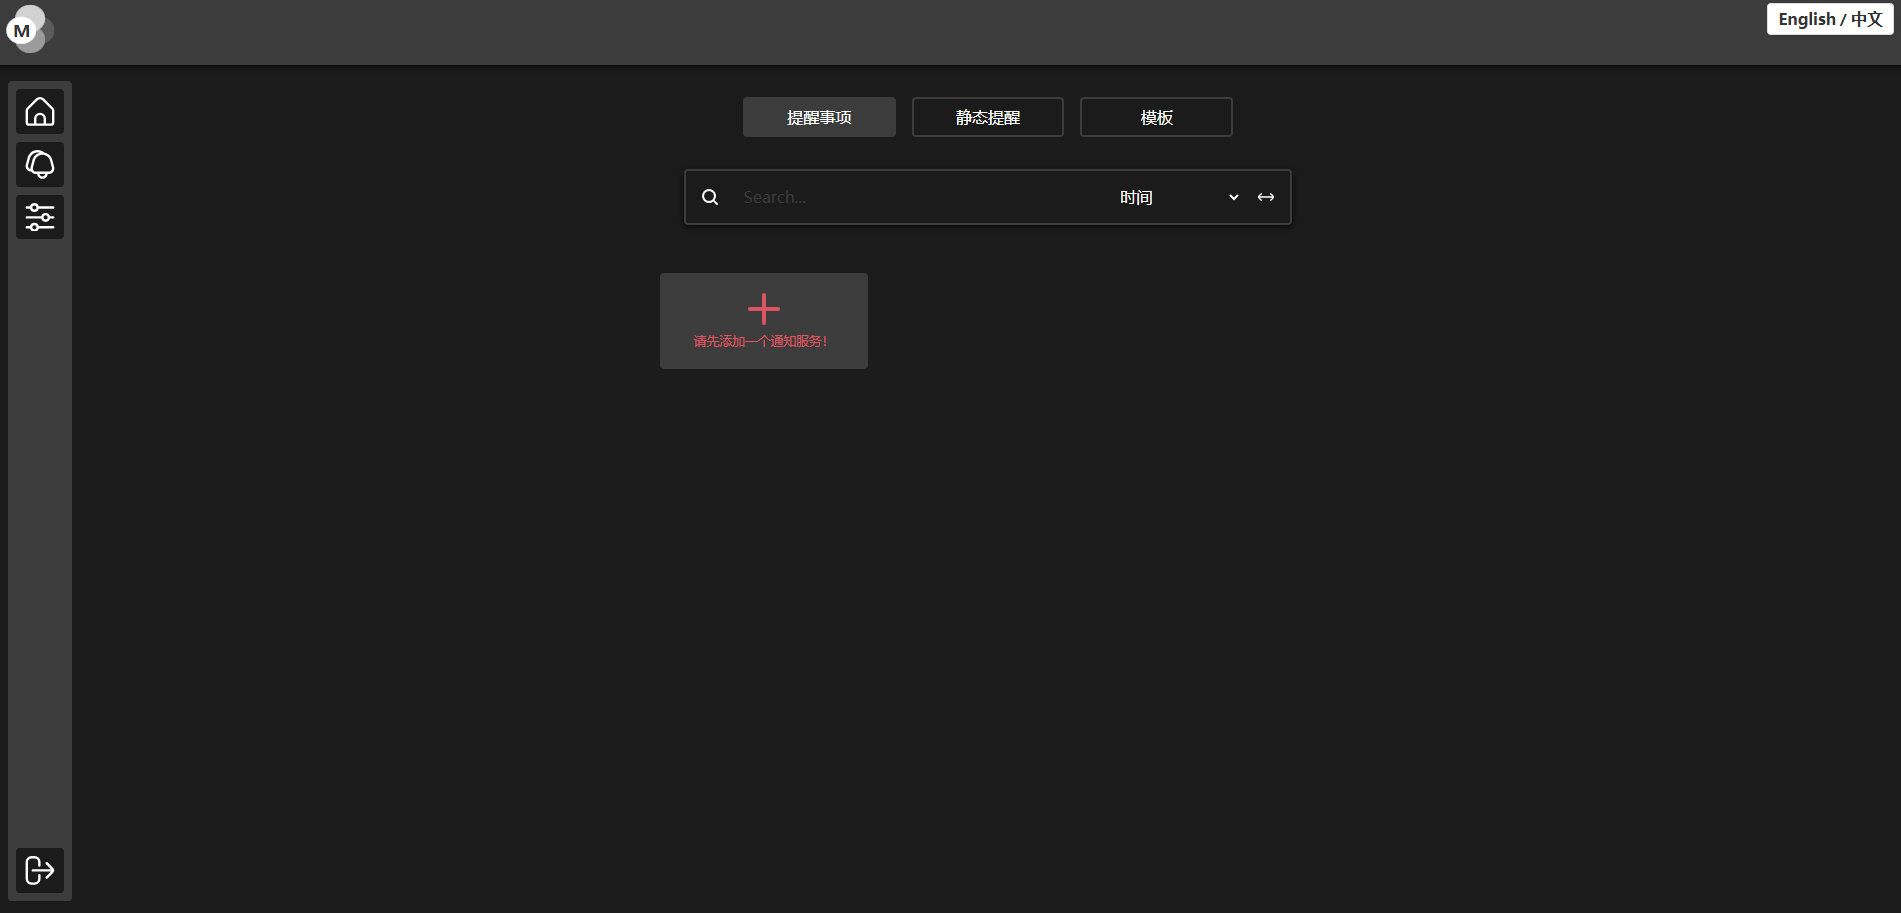 M
English / 中文
提醒事项
静态提醒
模板
Search...
时间
请先添加一个通知服务!